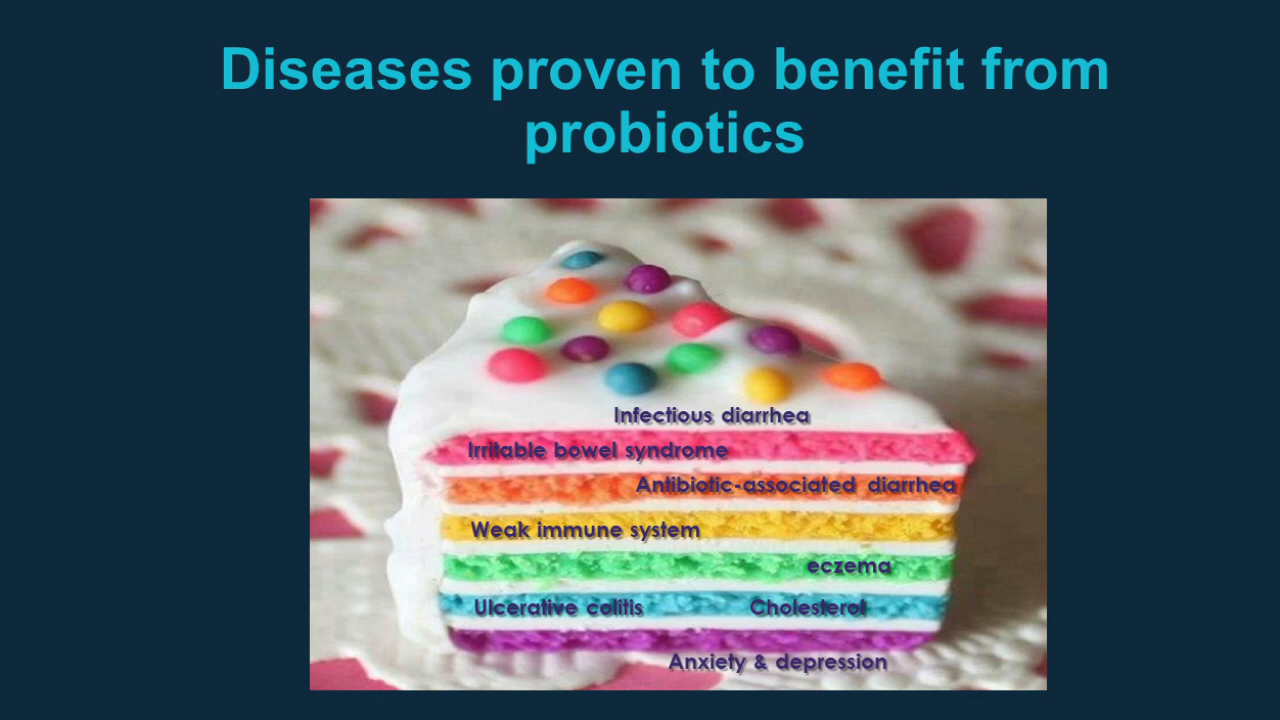 Diseases proven to benefit from
probiotics
Infectious diarrhea
Irritable bowel syndrome
Antibiotic-associated diarrhea
Weak immune system
eczema
Ulcerative colitis
Cholesterol
Anxiety & depression